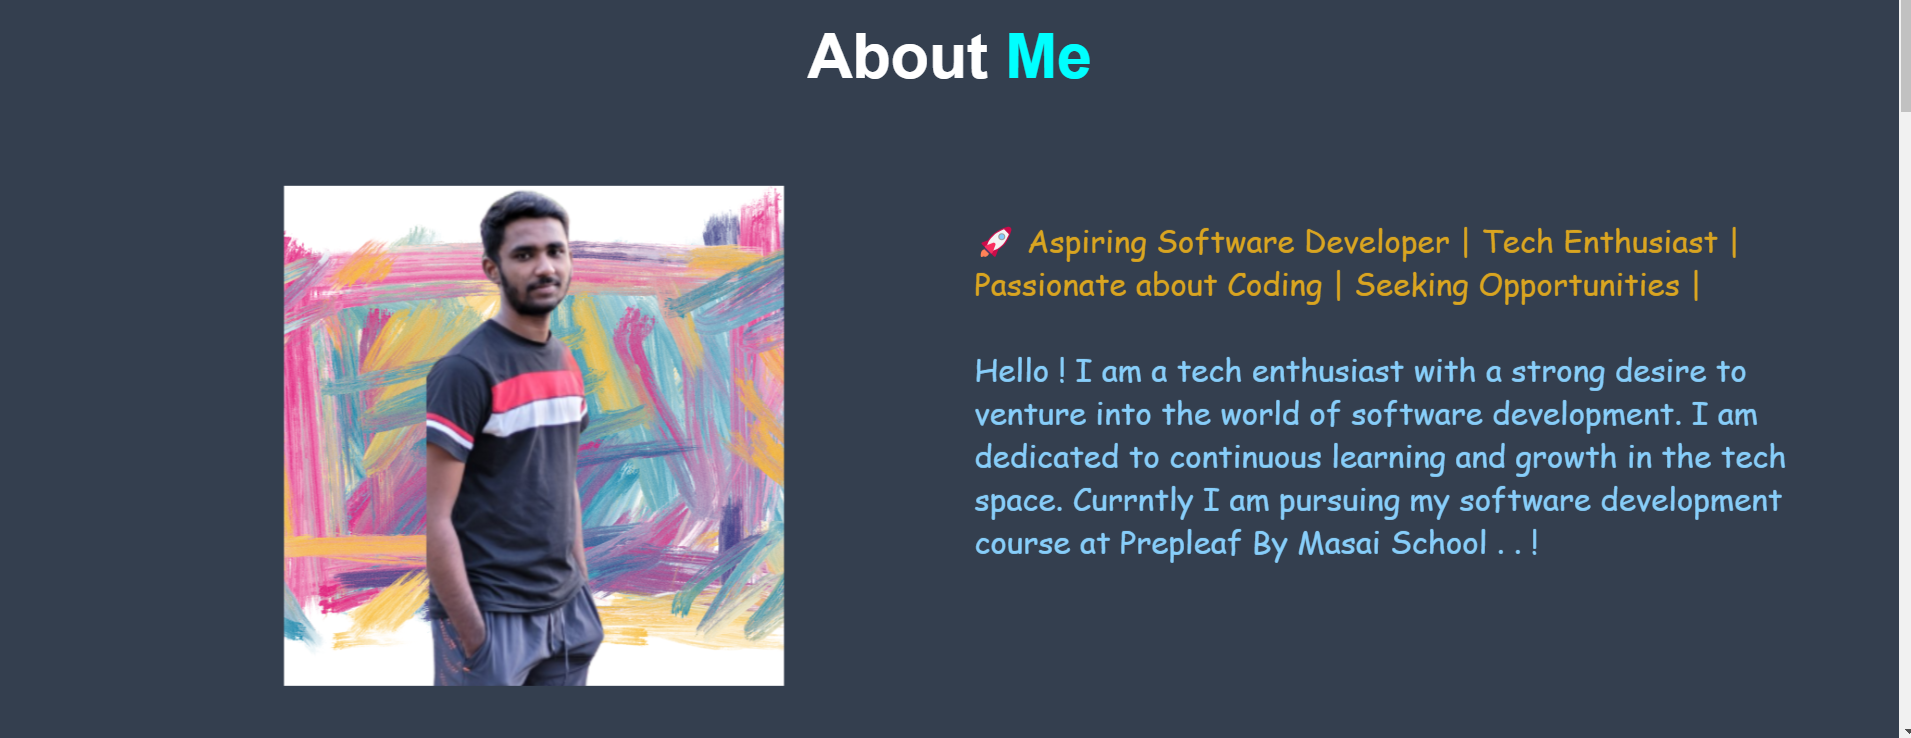 About Me
🚀 Aspiring Software Developer | Tech Enthusiast |
Passionate about Coding | Seeking Opportunities |
Hello ! I am a tech enthusiast with a strong desire to
venture into the world of software development. I am
dedicated to continuous learning and growth in the tech
space. Currntly I am pursuing my software development
course at Prepleaf By Masai School . . !